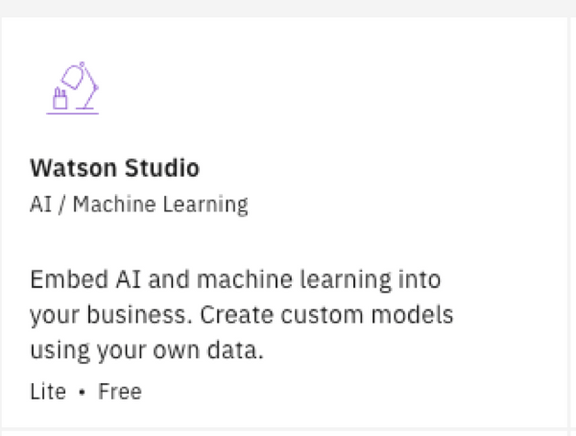 Watson Studio
AI / Machine Learning
Embed AI and machine learning into
your business. Create custom models
using your own data.
Lite • Free